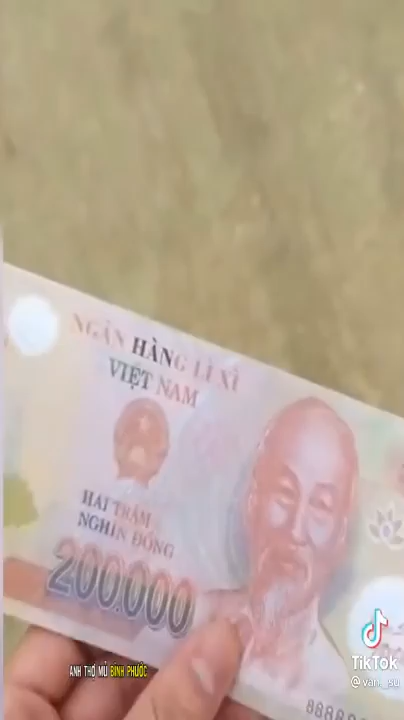 NGÂN HÀNG LÌ XÌ
VIỆT NAM
HAI TRĂM
NGHÌN ĐỒNG
200.000
ANH THỢ MỦ BÌNH PHƯỚC
TikTok